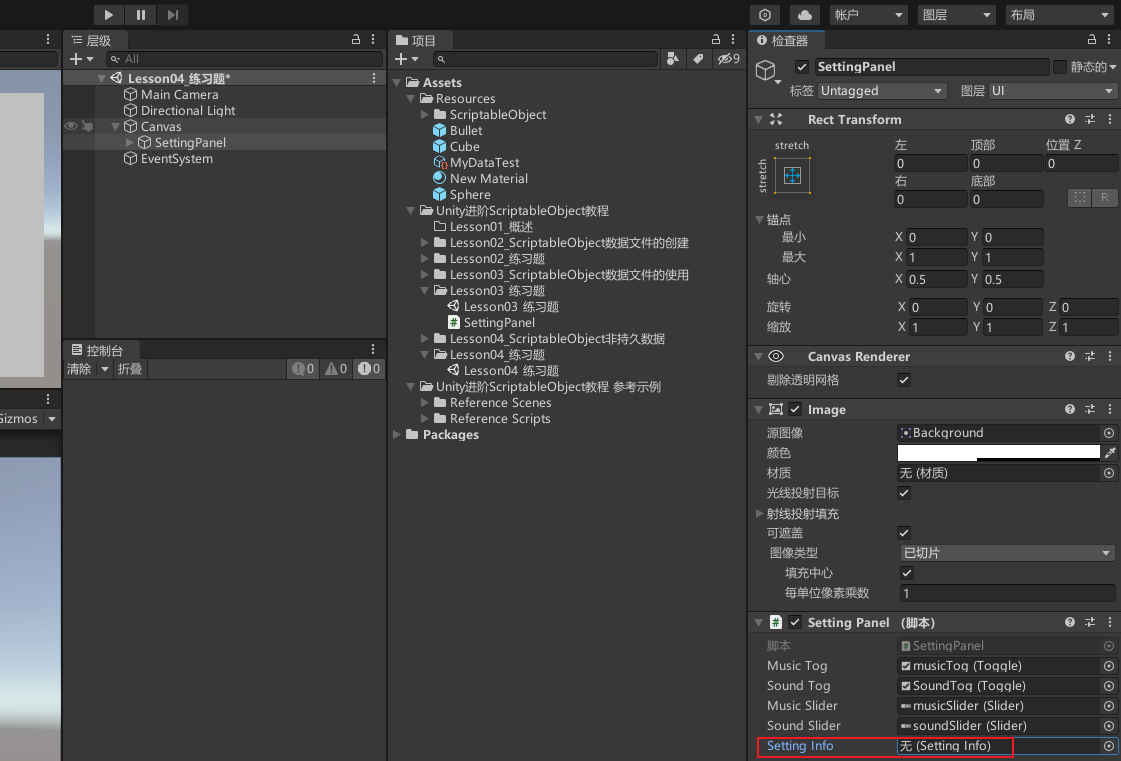 帐户
图层
布局
层级
All
Lesson04_练习题*
Main Camera
Directional Light
Canvas
SettingPanel
EventSystem
控制台
清除
折叠
0
0
0
Gizmos
项目
9
Assets
Resources
ScriptableObject
Bullet
Cube
MyDataTest
New Material
Sphere
Unity进阶ScriptableObject教程
Lesson01_概述
Lesson02_ScriptableObject数据文件的创建
Lesson02_练习题
Lesson03_ScriptableObject数据文件的使用
Lesson03 练习题
Lesson03 练习题
SettingPanel
Lesson04_ScriptableObject非持久数据
Lesson04_练习题
Lesson04 练习题
Unity进阶ScriptableObject教程 参考示例
Reference Scenes
Reference Scripts
Packages
检查器
SettingPanel
静态的
标签 Untagged 图层 UI
Rect Transform
stretch 左 顶部 位置 Z
stretch
0 0 0
右 底部
0 0
R
锚点
最小 X 0 Y 0
最大 X 1 Y 1
轴心 X 0.5 Y 0.5
旋转 X 0 Y 0 Z 0
缩放 X 1 Y 1 Z 1
Canvas Renderer
剔除透明网格
Image
源图像 Background
颜色
材质 无 (材质)
光线投射目标
射线投射填充
可遮盖
图像类型 已切片
填充中心
每单位像素乘数 1
Setting Panel (脚本)
脚本 SettingPanel
Music Tog musicTog (Toggle)
Sound Tog SoundTog (Toggle)
Music Slider musicSlider (Slider)
Sound Slider soundSlider (Slider)
Setting Info 无 (Setting Info)